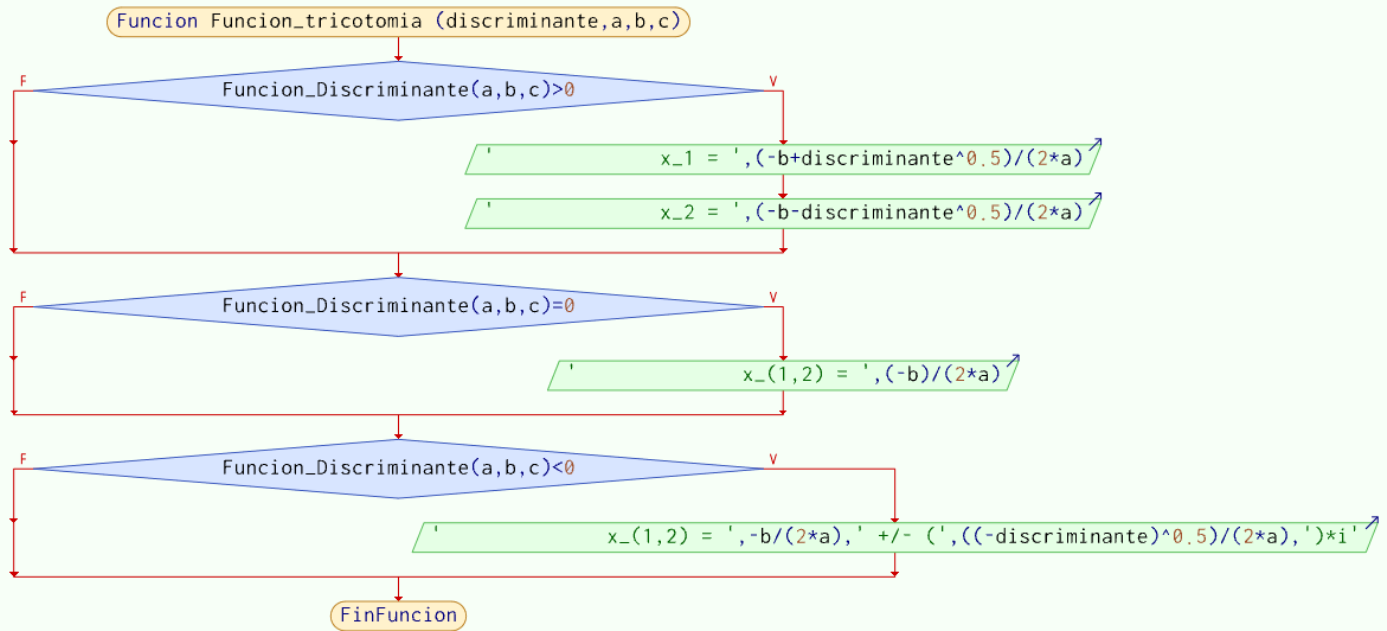 Funcion Funcion_tricotomia (discriminante,a,b,c)
F
Funcion_Discriminante(a,b,c)>0
V
'              x_1 = ',(-b+discriminante^0.5)/(2*a)
'              x_2 = ',(-b-discriminante^0.5)/(2*a)
F
Funcion_Discriminante(a,b,c)=0
V
'              x_(1,2) = ',(-b)/(2*a)
F
Funcion_Discriminante(a,b,c)<0
V
'              x_(1,2) = ',-b/(2*a),' +/- (',((-discriminante)^0.5)/(2*a),')*i'
FinFuncion